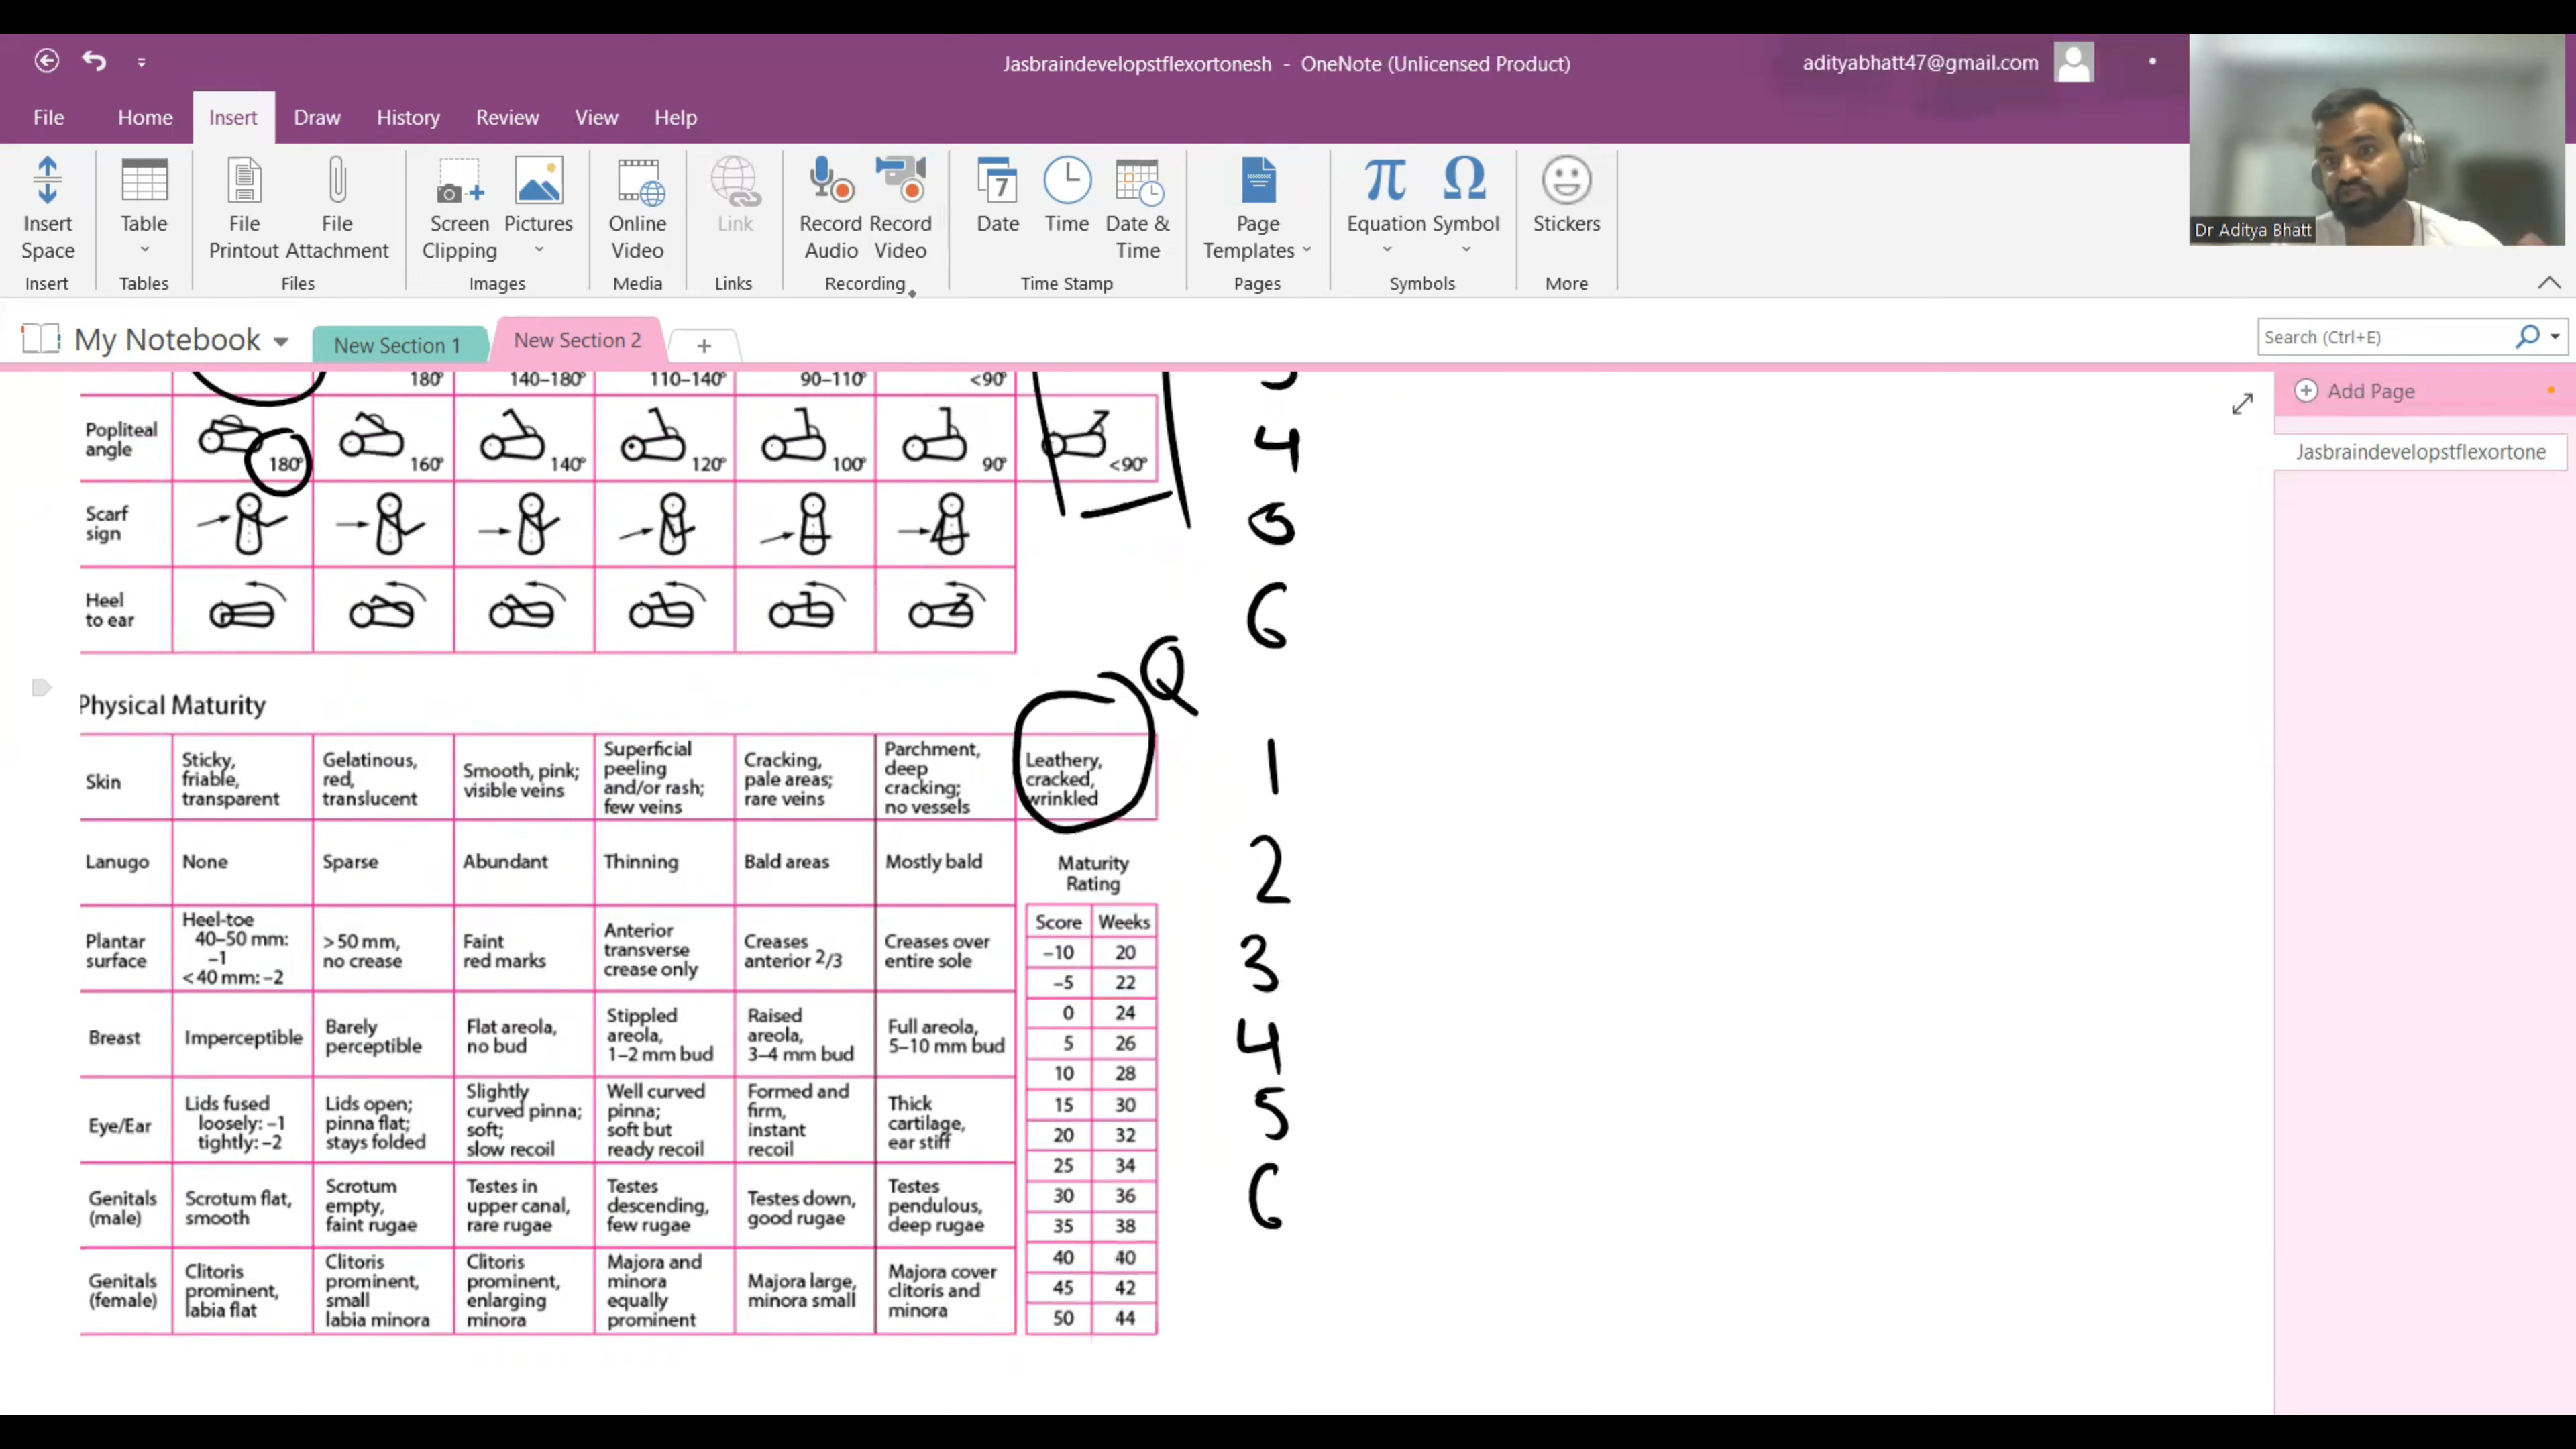 Jasbraindevelopstflexortonesh - OneNote (Unlicensed Product)
adityabhatt47@gmail.com
Dr Aditya Bhatt
File Home Insert Draw History Review View Help
Insert Space
Table
File Printout
File Attachment
Screen Clipping
Pictures
Online Video
Link
Record Audio
Record Video
7
Date
Time
Date & Time
Page Templates
π
Equation
Ω
Symbol
Stickers
Insert Tables Files Images Media Links Recording Time Stamp Pages Symbols More
My Notebook New Section 1 New Section 2 +
Search (Ctrl+E)
Add Page
Jasbraindevelopstflexortone
180° 140–180° 110–140° 90–110° <90°
Popliteal angle 180° 160° 140° 120° 100° 90° <90°
4
Scarf sign
5
Heel to ear
6
Q
Physical Maturity
Skin
Sticky, friable, transparent
Gelatinous, red, translucent
Smooth, pink; visible veins
Superficial peeling and/or rash; few veins
Cracking, pale areas; rare veins
Parchment, deep cracking; no vessels
Leathery, cracked, wrinkled
1
Lanugo None Sparse Abundant Thinning Bald areas Mostly bald
2
Plantar surface
Heel-toe 40–50 mm: –1 <40 mm: –2
>50 mm, no crease
Faint red marks
Anterior transverse crease only
Creases anterior 2/3
Creases over entire sole
3
Breast
Imperceptible
Barely perceptible
Flat areola, no bud
Stippled areola, 1–2 mm bud
Raised areola, 3–4 mm bud
Full areola, 5–10 mm bud
4
Eye/Ear
Lids fused loosely: –1 tightly: –2
Lids open; pinna flat; stays folded
Slightly curved pinna; soft; slow recoil
Well curved pinna; soft but ready recoil
Formed and firm, instant recoil
Thick cartilage, ear stiff
5
Genitals (male)
Scrotum flat, smooth
Scrotum empty, faint rugae
Testes in upper canal, rare rugae
Testes descending, few rugae
Testes down, good rugae
Testes pendulous, deep rugae
6
Genitals (female)
Clitoris prominent, labia flat
Clitoris prominent, small labia minora
Clitoris prominent, enlarging minora
Majora and minora equally prominent
Majora large, minora small
Majora cover clitoris and minora
Maturity Rating
Score Weeks
–10 20
–5 22
0 24
5 26
10 28
15 30
20 32
25 34
30 36
35 38
40 40
45 42
50 44